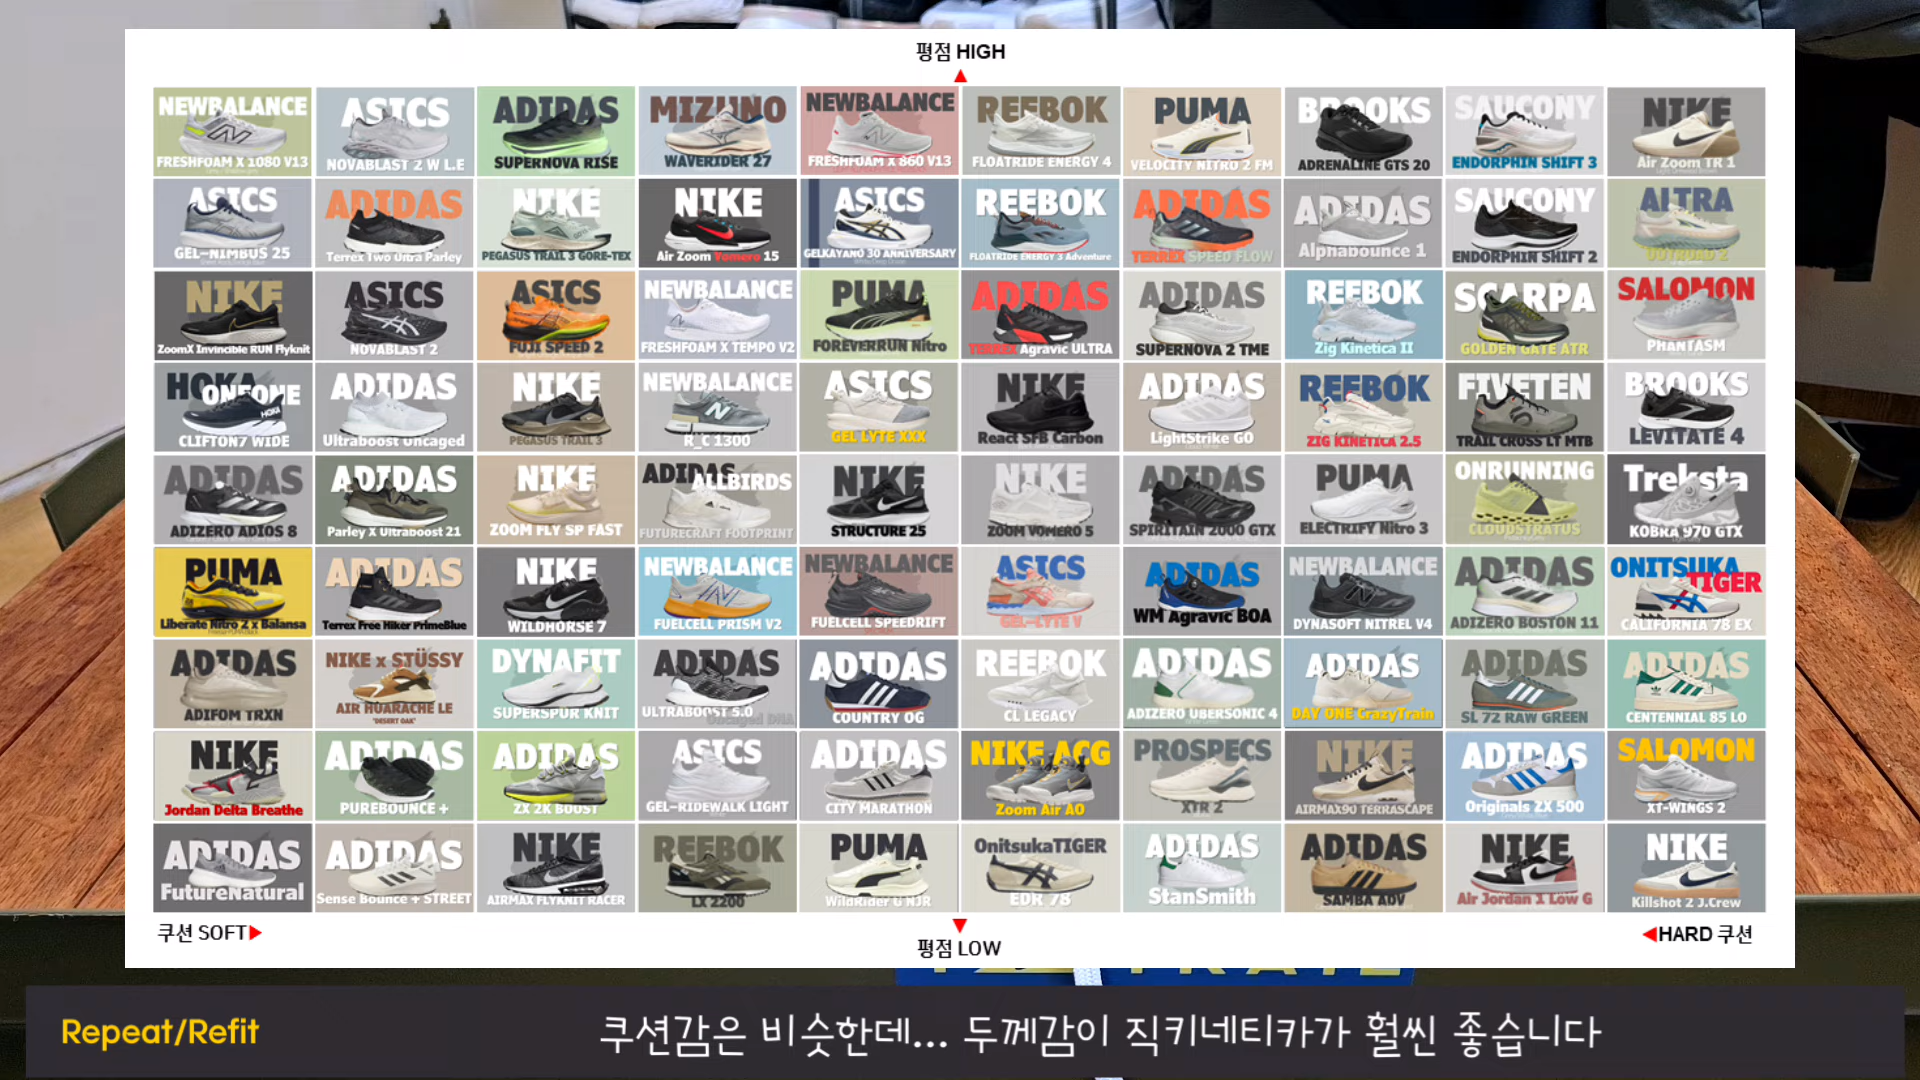 평점 HIGH
NEWBALANCE FRESHFOAM X 1080 V13
ASICS NOVABLAST 2 W L.E
ADIDAS SUPERNOVA RISE
MIZUNO WAVERIDER 27
NEWBALANCE FRESHFOAM X 860 V13
REEBOK FLOATRIDE ENERGY 4
PUMA VELOCITY NITRO 2 FM
BROOKS ADRENALINE GTS 20
SAUCONY ENDORPHIN SHIFT 3
NIKE Air Zoom TR 1
ASICS GEL-NIMBUS 25
ADIDAS Terrex Two Ultra Parley
NIKE PEGASUS TRAIL 3 GORE-TEX
NIKE Air Zoom Vomero 15
ASICS GELKAYANO 30 ANNIVERSARY
REEBOK FLOATRIDE ENERGY 3 Adventure
ADIDAS TERREX SPEED FLOW
ADIDAS Alphabounce 1
SAUCONY ENDORPHIN SHIFT 2
ALTRA OUTROAD 2
NIKE ZoomX Invincible RUN Flyknit
ASICS NOVABLAST 2
ASICS FUJI SPEED 2
NEWBALANCE FRESHFOAM X TEMPO V2
PUMA FOREVERRUN Nitro
ADIDAS TERREX Agravic ULTRA
ADIDAS SUPERNOVA 2 TME
REEBOK Zig Kinetica II
SCARPA GOLDEN GATE ATR
SALOMON PHANTASM
HOKA ONEONE CLIFTON7 WIDE
ADIDAS Ultraboost Uncaged
NIKE PEGASUS TRAIL 3
NEWBALANCE R_C 1300
ASICS GEL LYTE XXX
NIKE React SFB Carbon
ADIDAS LightStrike GO
REEBOK ZIG KINETICA 2.5
FIVETEN TRAIL CROSS LT MTB
BROOKS LEVITATE 4
ADIDAS ADIZERO ADIOS 8
ADIDAS Parley X Ultraboost 21
NIKE ZOOM FLY SP FAST
ADIDAS ALLBIRDS FUTURECRAFT FOOTPRINT
NIKE STRUCTURE 25
NIKE ZOOM VOMERO 5
ADIDAS SPIRITAIN 2000 GTX
PUMA ELECTRIFY Nitro 3
ONRUNNING CLOUDSTRATUS
Treksta KOBRA 970 GTX
PUMA Liberate Nitro 2 x Balansa
ADIDAS Terrex Free Hiker PrimeBlue
NIKE WILDHORSE 7
NEWBALANCE FUELCELL PRISM V2
NEWBALANCE FUELCELL SPEEDRIFT
ASICS GEL-LYTE V
ADIDAS WM Agravic BOA
NEWBALANCE DYNASOFT NITREL V4
ADIDAS ADIZERO BOSTON 11
ONITSUKA TIGER CALIFORNIA 78 EX
ADIDAS ADIFOM TRXN
NIKE x STÜSSY AIR HUARACHE LE "DESERT OAK"
DYNAFIT SUPERSPUR KNIT
ADIDAS ULTRABOOST 5.0 Uncaged DNA
ADIDAS COUNTRY OG
REEBOK CL LEGACY
ADIDAS ADIZERO UBERSONIC 4
ADIDAS DAY ONE CrazyTrain
ADIDAS SL 72 RAW GREEN
ADIDAS CENTENNIAL 85 LO
NIKE Jordan Delta Breathe
ADIDAS PUREBOUNCE +
ADIDAS ZX 2K BOOST
ASICS GEL-RIDEWALK LIGHT
ADIDAS CITY MARATHON
NIKE ACG Zoom Air AO
PROSPECS XTR 2
NIKE AIRMAX90 TERRASCAPE
ADIDAS Originals ZX 500
SALOMON XT-WINGS 2
ADIDAS FutureNatural
ADIDAS Sense Bounce + STREET
NIKE AIRMAX FLYKNIT RACER
REEBOK LX 2200
PUMA WildRider U NJR
OnitsukaTIGER EDR 78
ADIDAS StanSmith
ADIDAS SAMBA ADV
NIKE Air Jordan 1 Low G
NIKE Killshot 2 J.Crew
쿠션 SOFT
평점 LOW
HARD 쿠션
Repeat/Refit
쿠션감은 비슷한데... 두께감이 직키네티카가 훨씬 좋습니다